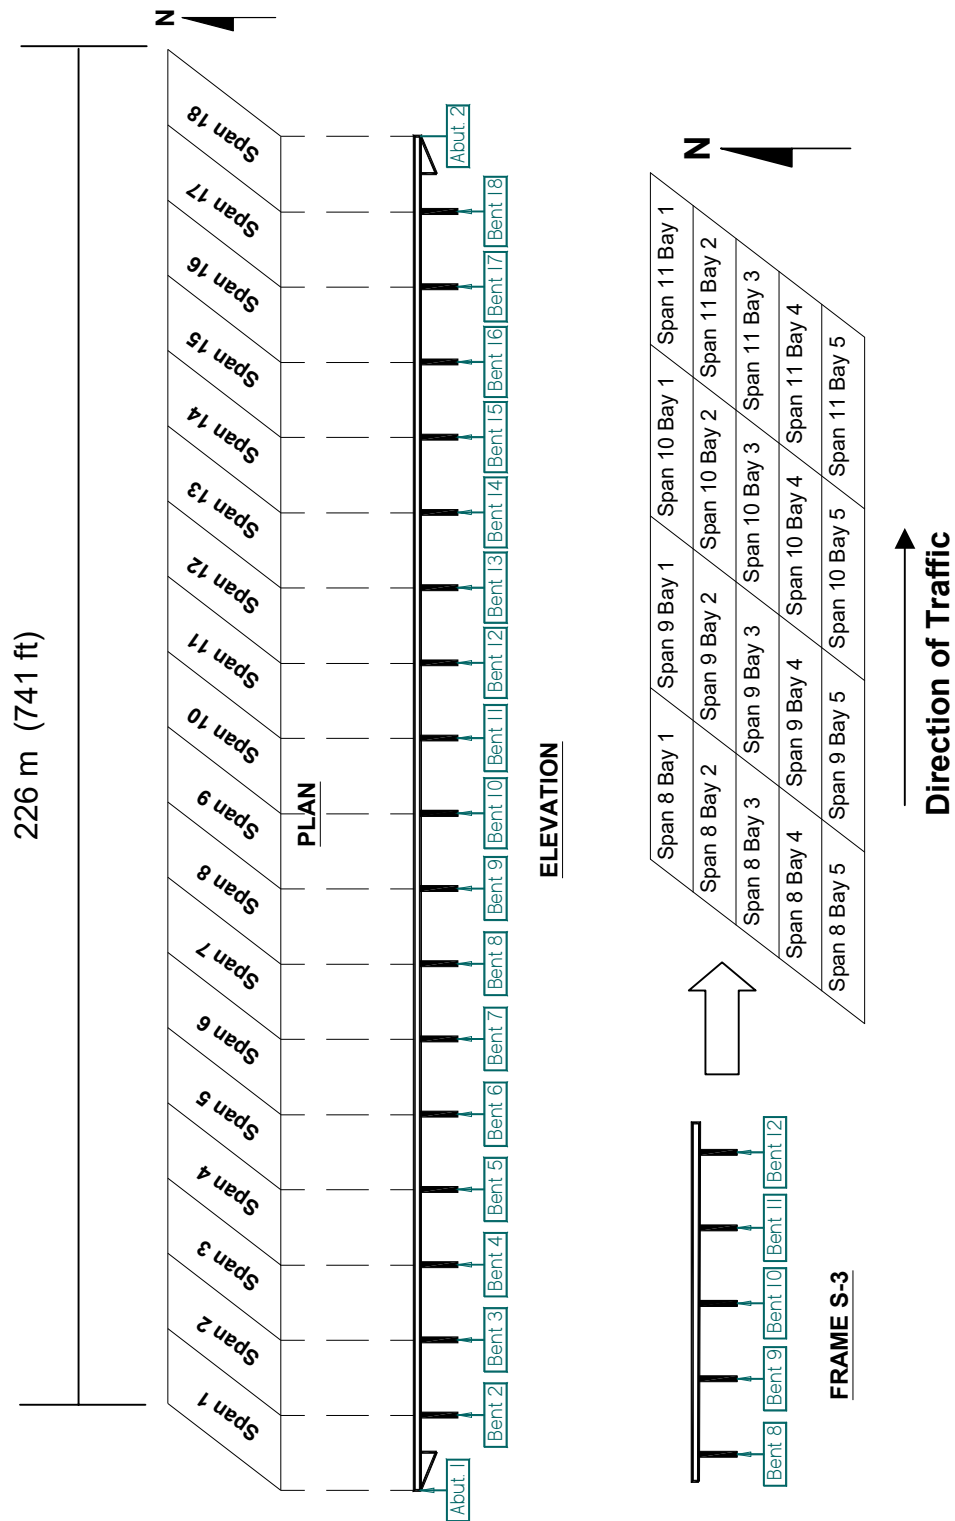 226 m (741 ft)
N
Span 1
Span 2
Span 3
Span 4
Span 5
Span 6
Span 7
Span 8
Span 9
Span 10
Span 11
Span 12
Span 13
Span 14
Span 15
Span 16
Span 17
Span 18
PLAN
Abut. 1
Abut. 2
Bent 2
Bent 3
Bent 4
Bent 5
Bent 6
Bent 7
Bent 8
Bent 9
Bent 10
Bent 11
Bent 12
Bent 13
Bent 14
Bent 15
Bent 16
Bent 17
Bent 18
ELEVATION
Bent 8
Bent 9
Bent 10
Bent 11
Bent 12
FRAME S-3
N
Span 8 Bay 1
Span 9 Bay 1
Span 10 Bay 1
Span 11 Bay 1
Span 8 Bay 2
Span 9 Bay 2
Span 10 Bay 2
Span 11 Bay 2
Span 8 Bay 3
Span 9 Bay 3
Span 10 Bay 3
Span 11 Bay 3
Span 8 Bay 4
Span 9 Bay 4
Span 10 Bay 4
Span 11 Bay 4
Span 8 Bay 5
Span 9 Bay 5
Span 10 Bay 5
Span 11 Bay 5
Direction of Traffic